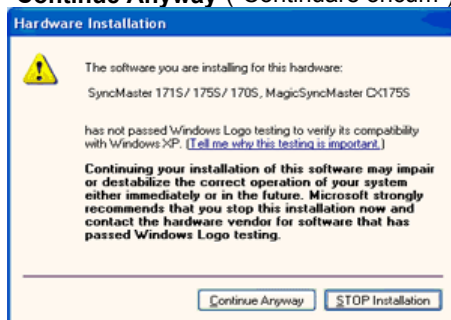 Continue Anyway ("Continuare oricum")
Hardware Installation
The software you are installing for this hardware:
SyncMaster 171S/ 175S/ 170S, MagicSyncMaster CX175S
has not passed Windows Logo testing to verify its compatibility
with Windows XP. (Tell me why this testing is important.)
Continuing your installation of this software may impair
or destabilize the correct operation of your system
either immediately or in the future. Microsoft strongly
recommends that you stop this installation now and
contact the hardware vendor for software that has
passed Windows Logo testing.
Continue Anyway STOP Installation